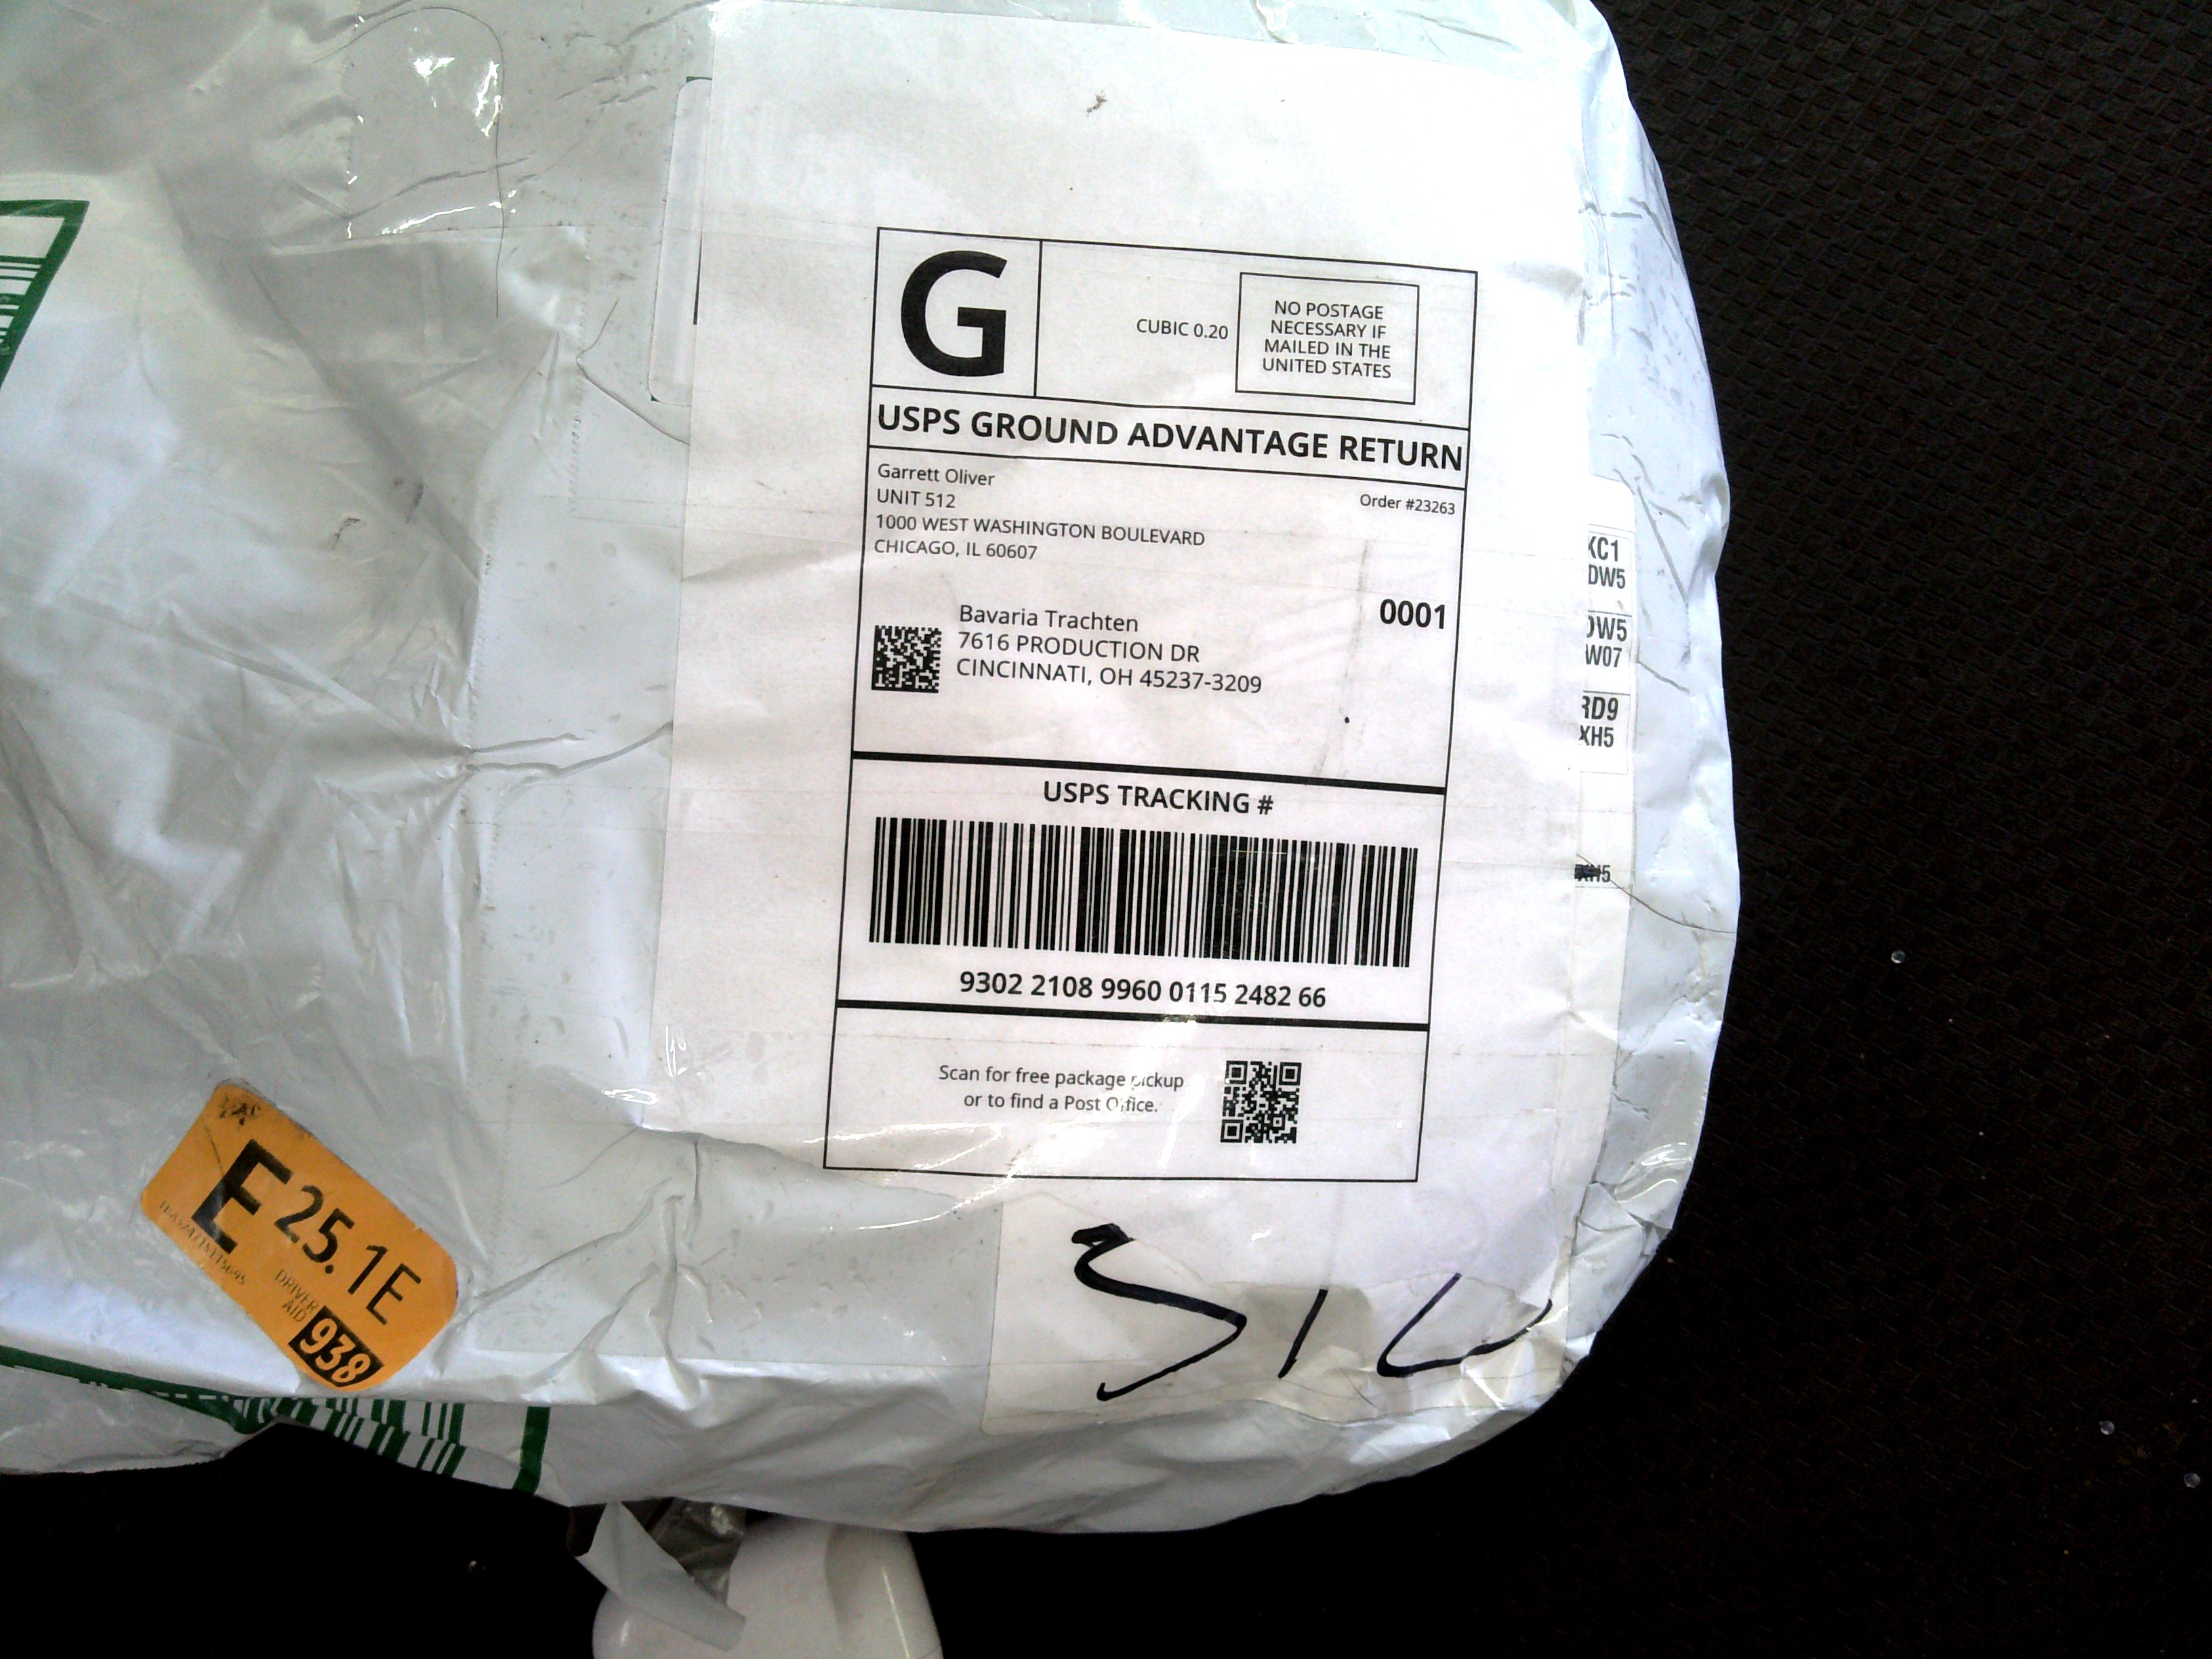 G
CUBIC 0.20
NO POSTAGE
NECESSARY IF
MAILED IN THE
UNITED STATES
USPS GROUND ADVANTAGE RETURN
Garrett Oliver
UNIT 512
1000 WEST WASHINGTON BOULEVARD
CHICAGO, IL 60607
Order #23263
0001
Bavaria Trachten
7616 PRODUCTION DR
CINCINNATI, OH 45237-3209
USPS TRACKING #
9302 2108 9960 0115 2482 66
Scan for free package pickup
or to find a Post Office.
XC1
DW5
DW5
W07
RD9
XH5
XH5
E 25.1E
DRIVER
AID
938